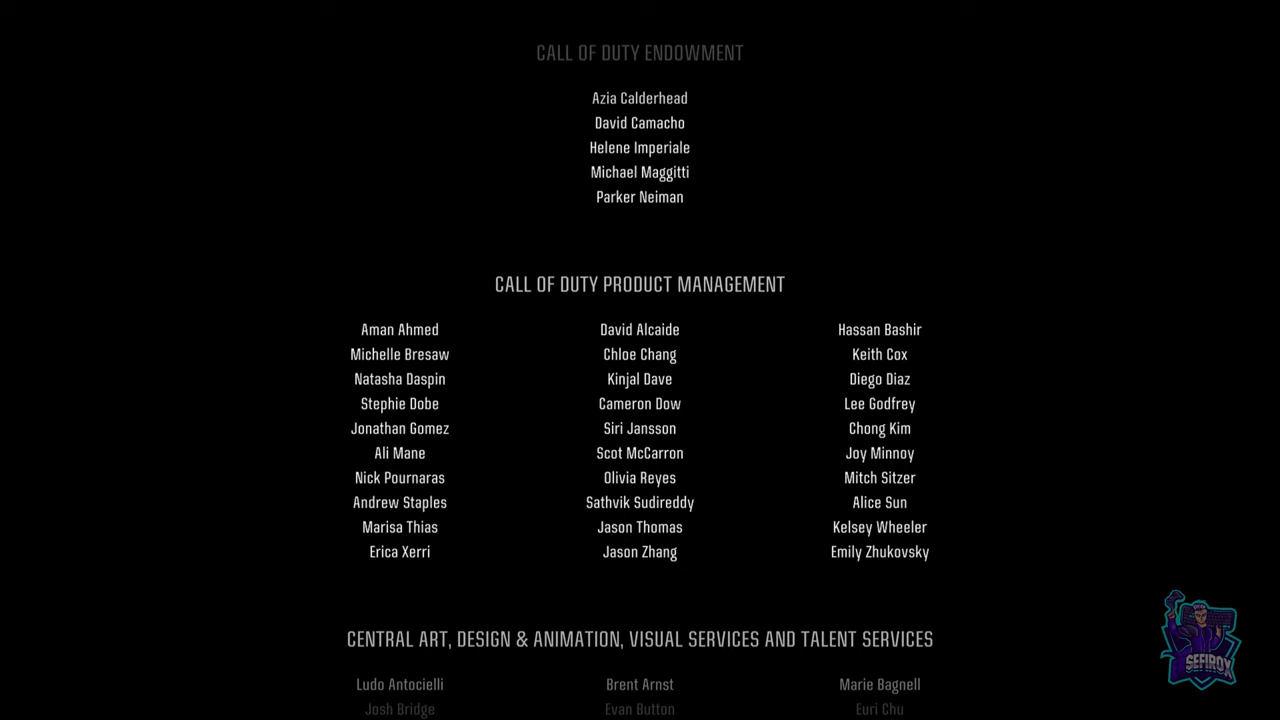 CALL OF DUTY ENDOWMENT
Azia Calderhead
David Camacho
Helene Imperiale
Michael Maggitti
Parker Neiman
CALL OF DUTY PRODUCT MANAGEMENT
Aman Ahmed David Alcaide Hassan Bashir
Michelle Bresaw Chloe Chang Keith Cox
Natasha Daspin Kinjal Dave Diego Diaz
Stephie Dobe Cameron Dow Lee Godfrey
Jonathan Gomez Siri Jansson Chong Kim
Ali Mane Scot McCarron Joy Minnoy
Nick Pournaras Olivia Reyes Mitch Sitzer
Andrew Staples Sathvik Sudireddy Alice Sun
Marisa Thias Jason Thomas Kelsey Wheeler
Erica Xerri Jason Zhang Emily Zhukovsky
CENTRAL ART, DESIGN & ANIMATION, VISUAL SERVICES AND TALENT SERVICES
Ludo Antocielli Brent Arnst Marie Bagnell
Josh Bridge Evan Button Euri Chu
SEFIROX